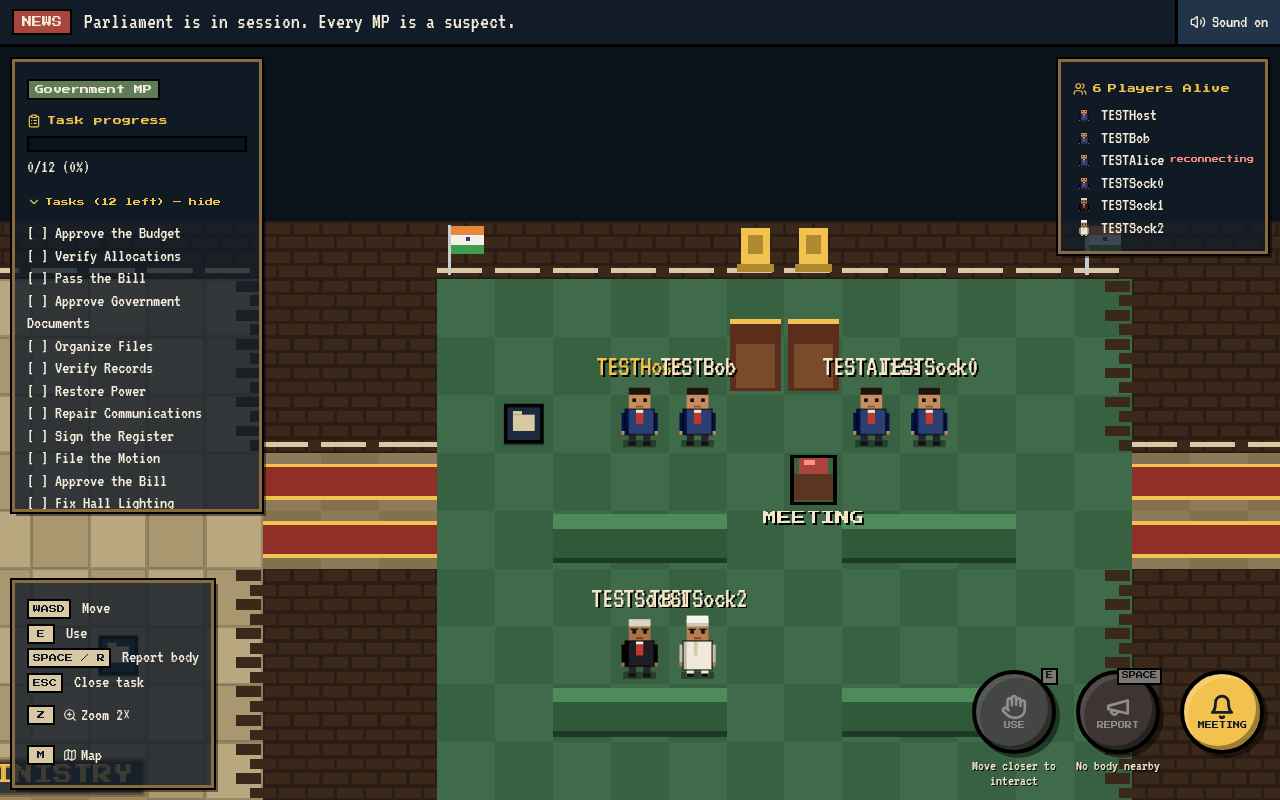 NEWS Parliament is in session. Every MP is a suspect.
Sound on
Government MP
Task progress
0/12 (0%)
Tasks (12 left) — hide
[ ] Approve the Budget
[ ] Verify Allocations
[ ] Pass the Bill
[ ] Approve Government
Documents
[ ] Organize Files
[ ] Verify Records
[ ] Restore Power
[ ] Repair Communications
[ ] Sign the Register
[ ] File the Motion
[ ] Approve the Bill
[ ] Fix Hall Lighting
6 Players Alive
TESTHost
TESTBob
TESTAlice reconnecting
TESTSock0
TESTSock1
TESTSock2
TESTHost TESTBob TESTAlice TESTSock0
MEETING
TESTSock1 TESTSock2
WASD Move
E Use
SPACE / R Report body
ESC Close task
Z Zoom 2X
M Map
INISTRY
E
USE
Move closer to
interact
SPACE
REPORT
No body nearby
MEETING